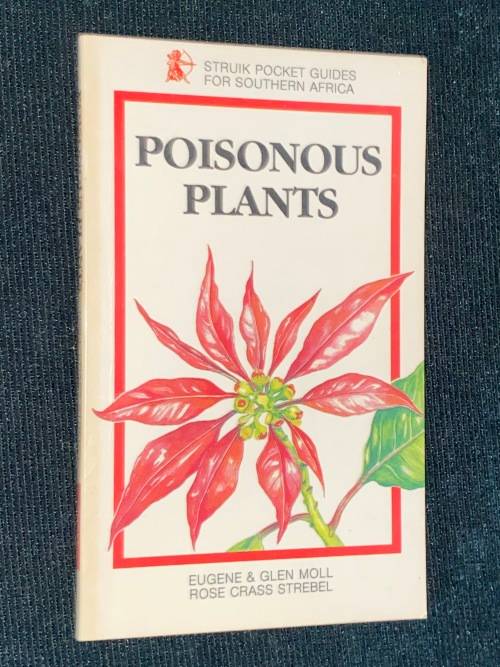 STRUIK POCKET GUIDES
FOR SOUTHERN AFRICA
POISONOUS
PLANTS
EUGENE & GLEN MOLL
ROSE CRASS STREBEL